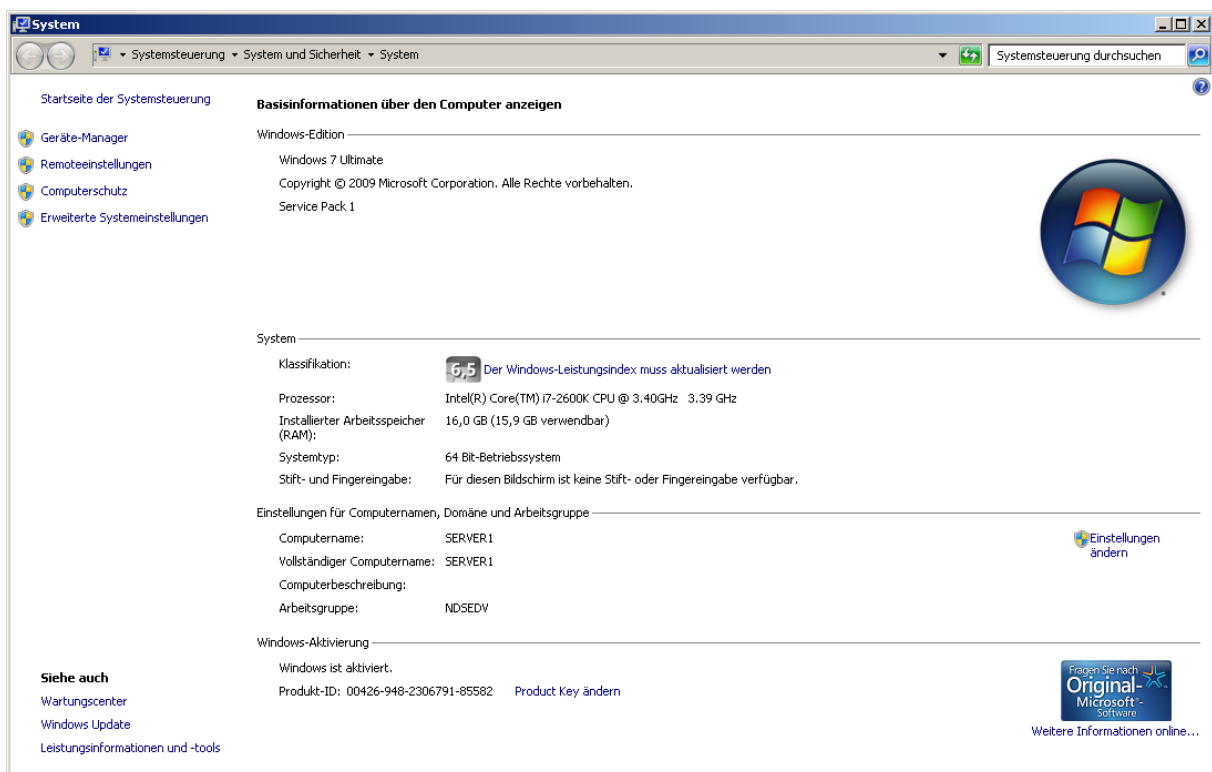 System
Systemsteuerung System und Sicherheit System
Systemsteuerung durchsuchen
Startseite der Systemsteuerung
Geräte-Manager
Remoteeinstellungen
Computerschutz
Erweiterte Systemeinstellungen
Basisinformationen über den Computer anzeigen
Windows-Edition
Windows 7 Ultimate
Copyright © 2009 Microsoft Corporation. Alle Rechte vorbehalten.
Service Pack 1
System
Klassifikation: 6,5 Der Windows-Leistungsindex muss aktualisiert werden
Prozessor: Intel(R) Core(TM) i7-2600K CPU @ 3.40GHz 3.39 GHz
Installierter Arbeitsspeicher 16,0 GB (15,9 GB verwendbar)
(RAM):
Systemtyp: 64 Bit-Betriebssystem
Stift- und Fingereingabe: Für diesen Bildschirm ist keine Stift- oder Fingereingabe verfügbar.
Einstellungen für Computernamen, Domäne und Arbeitsgruppe
Computername: SERVER1
Einstellungen
ändern
Vollständiger Computername: SERVER1
Computerbeschreibung:
Arbeitsgruppe: NDSEDV
Windows-Aktivierung
Windows ist aktiviert.
Produkt-ID: 00426-948-2306791-85582 Product Key ändern
Fragen Sie nach
Original-
Microsoft®-
Software
Weitere Informationen online...
Siehe auch
Wartungscenter
Windows Update
Leistungsinformationen und -tools